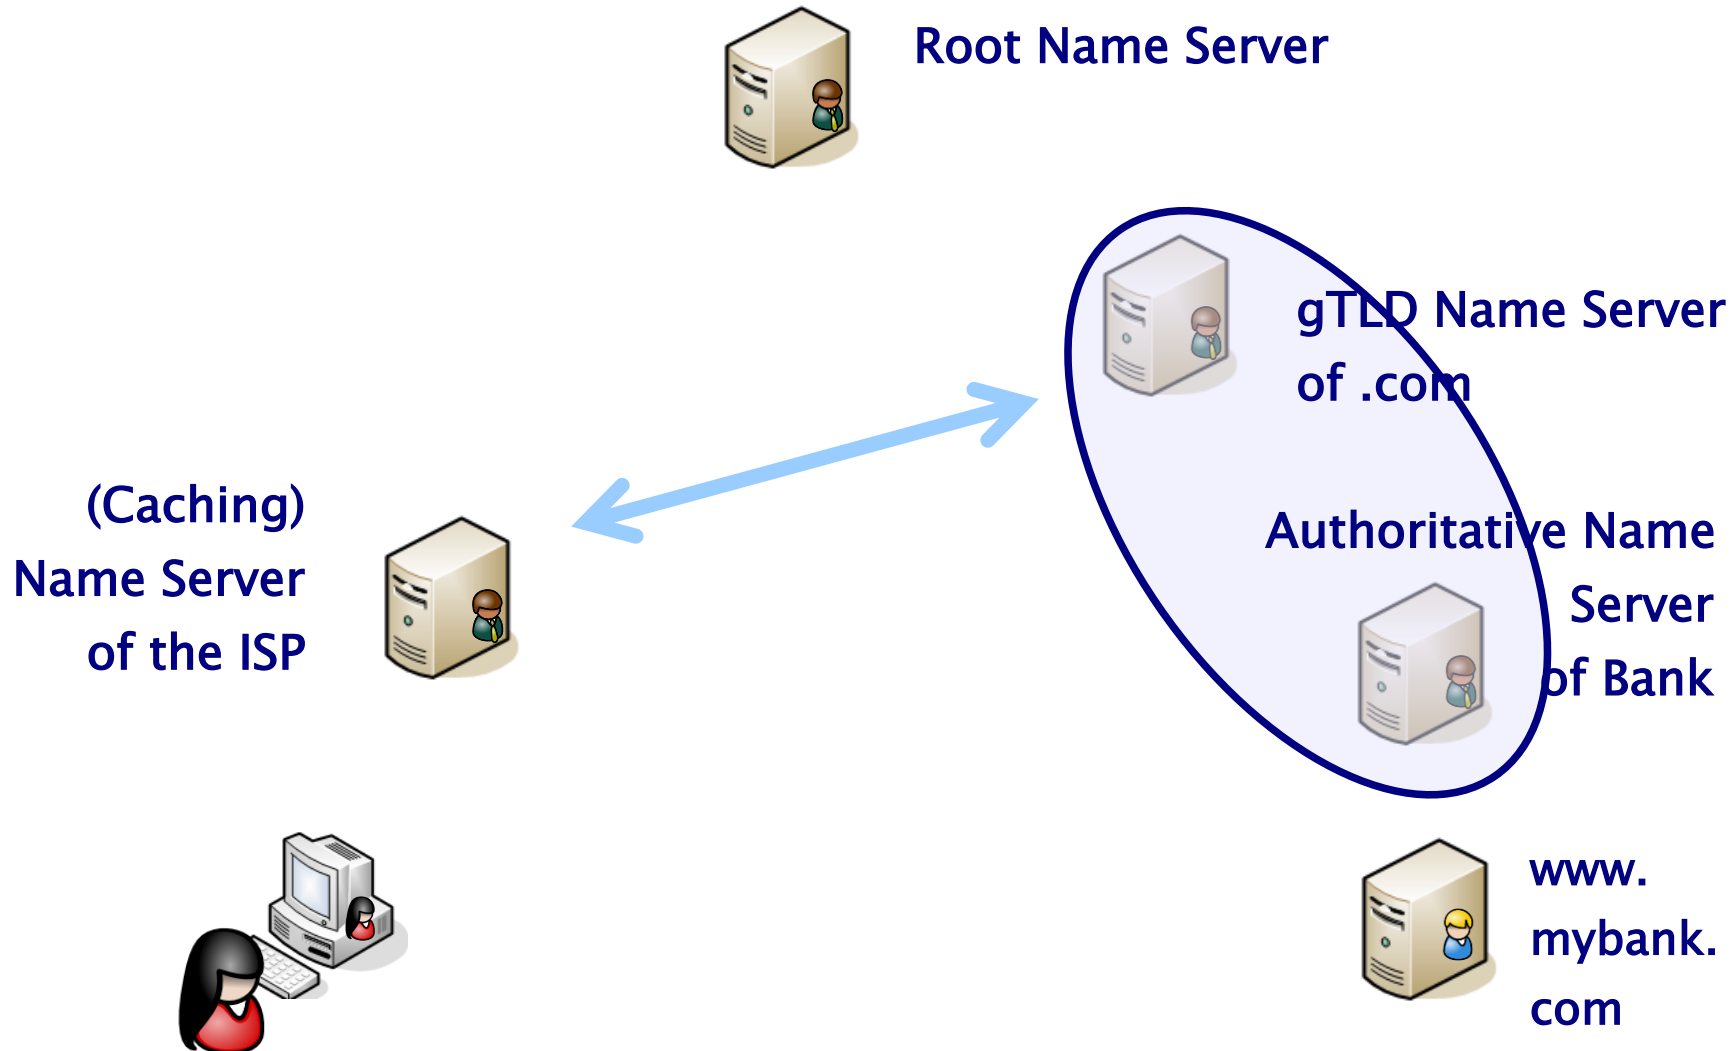 Root Name Server
gTLD Name Server
of .com
(Caching)
Name Server
of the ISP
Authoritative Name
Server
of Bank
www.
mybank.
com